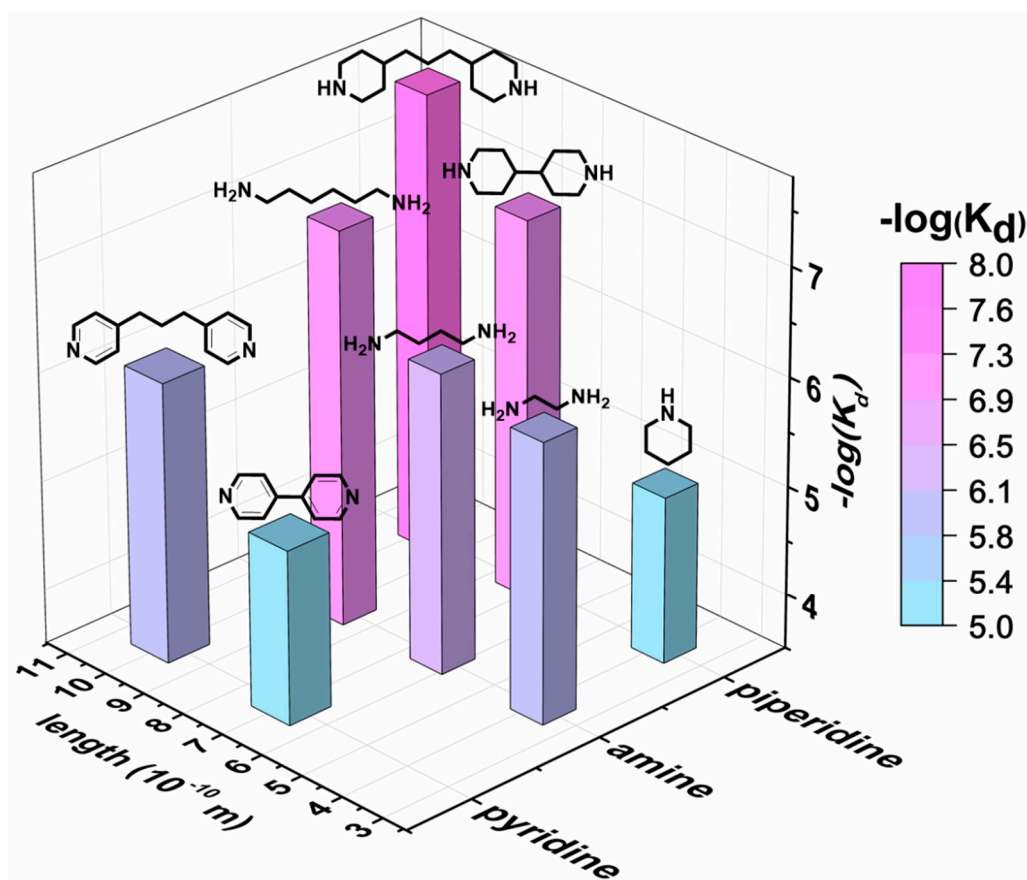 HN
NH
HN
NH
H₂N
NH₂
H₂N
NH₂
N
N
H₂N
NH₂
H
N
N
N
7
6
5
4
-log(K_d)
-log(K_d)
8.0
7.6
7.3
6.9
6.5
6.1
5.8
5.4
5.0
11
10
9
8
7
6
5
4
3
length (10⁻¹⁰ m)
piperidine
amine
pyridine